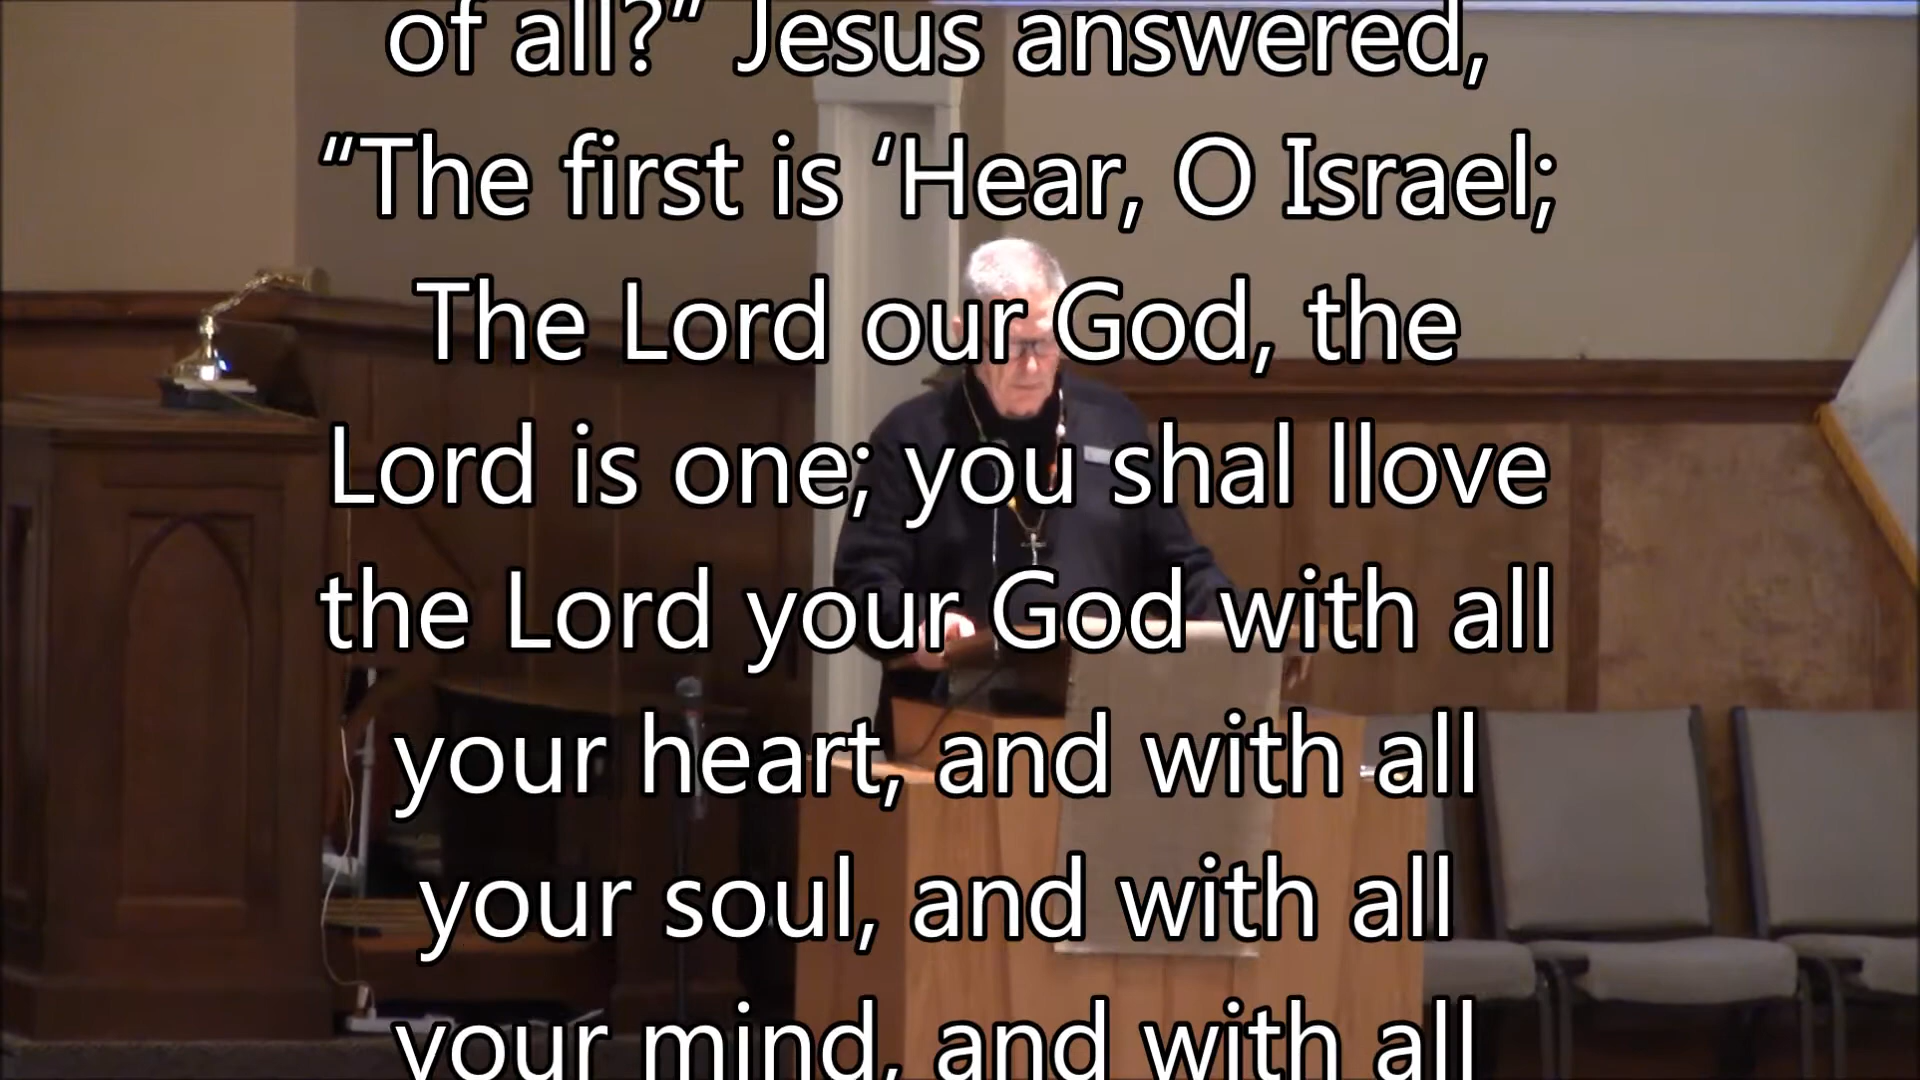 of all?” Jesus answered,
“The first is ‘Hear, O Israel;
The Lord our God, the
Lord is one; you shal llove
the Lord your God with all
your heart, and with all
your soul, and with all
your mind, and with all